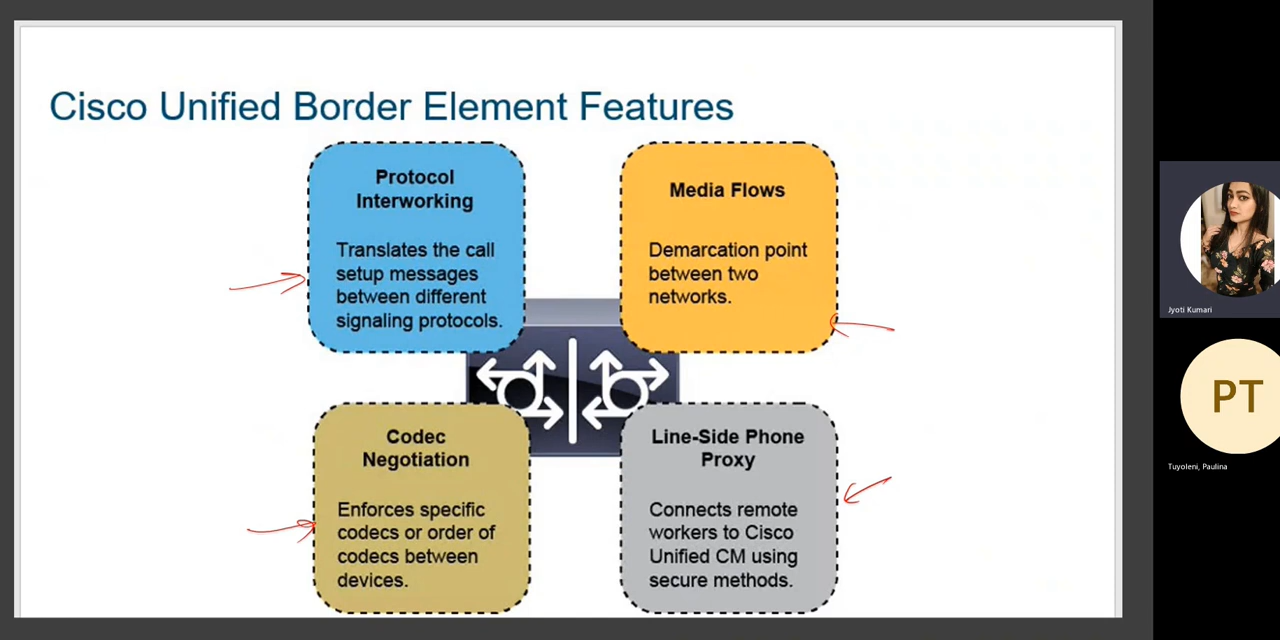 Cisco Unified Border Element Features
Protocol
Interworking
Translates the call
setup messages
between different
signaling protocols.
Media Flows
Demarcation point
between two
networks.
Codec
Negotiation
Enforces specific
codecs or order of
codecs between
devices.
Line-Side Phone
Proxy
Connects remote
workers to Cisco
Unified CM using
secure methods.
Jyoti Kumari
PT
Tuyoleni, Paulina